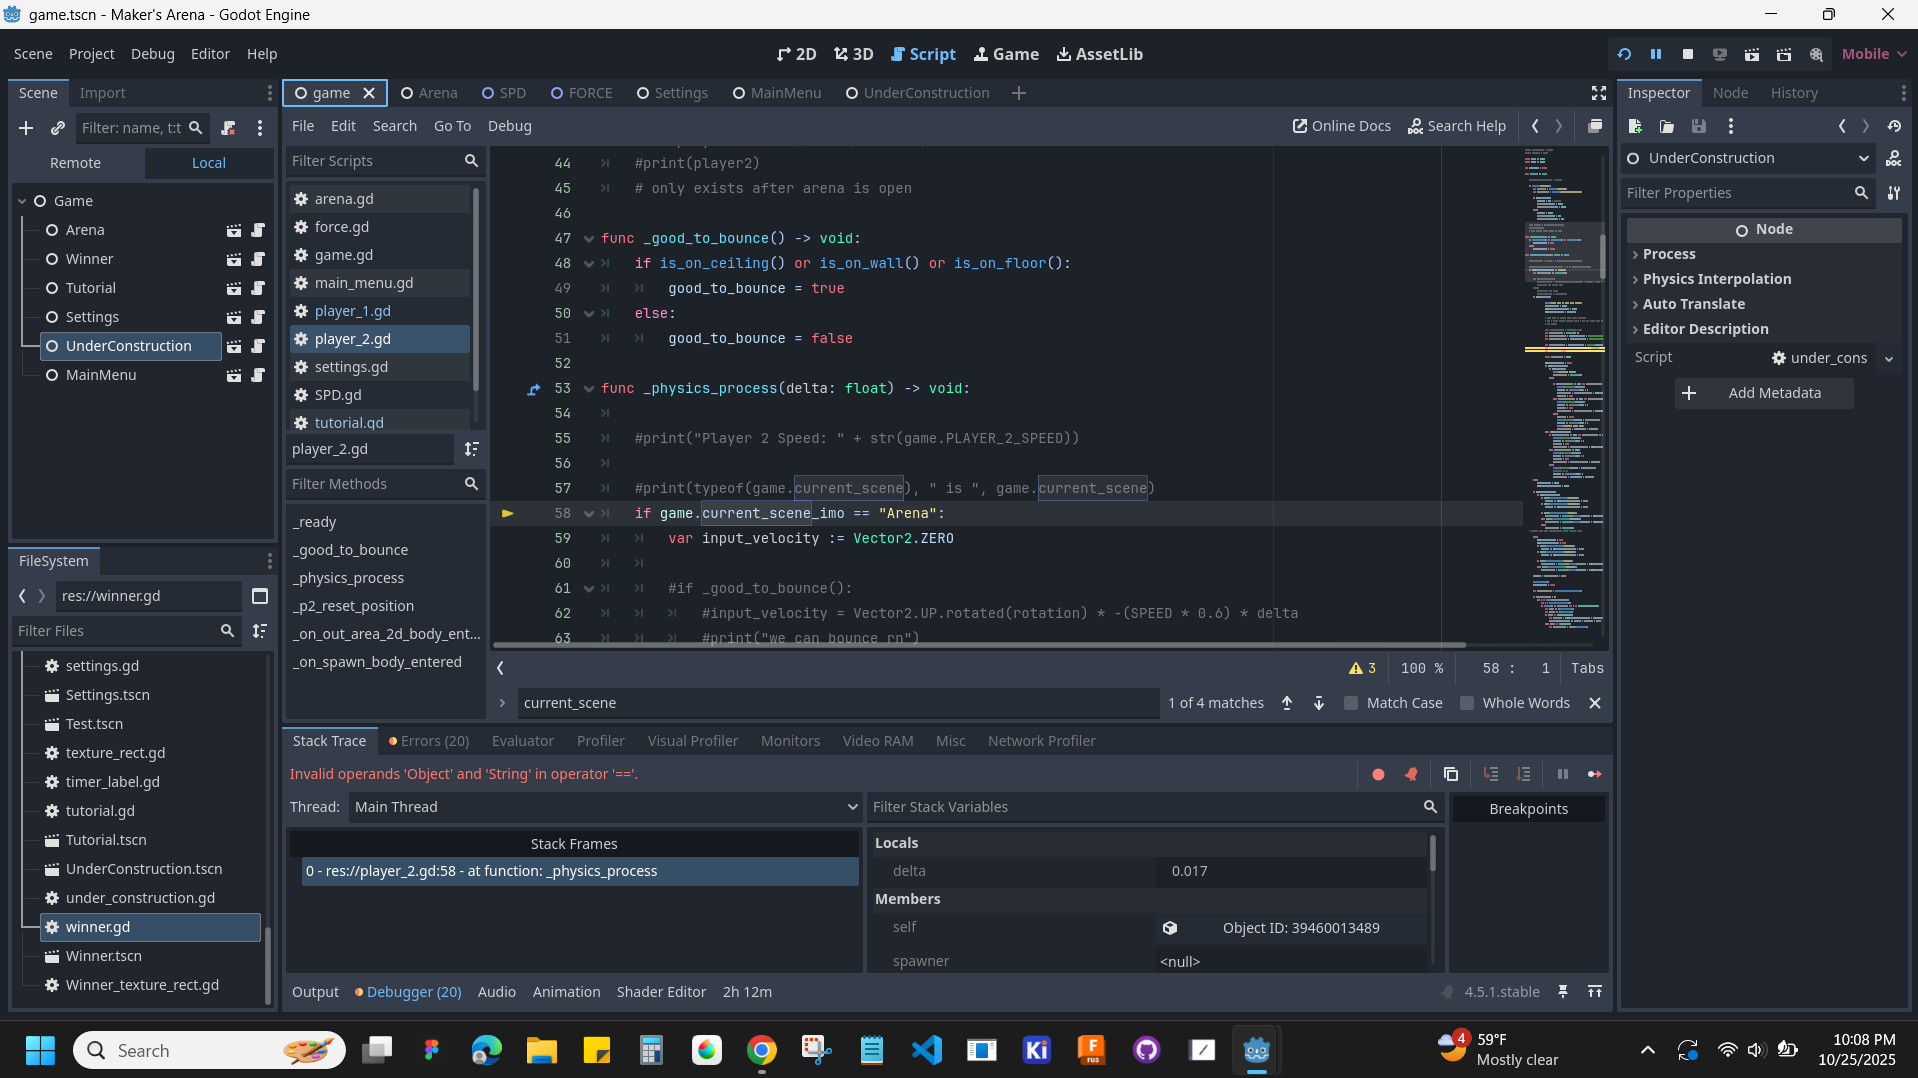 game.tscn - Maker's Arena - Godot Engine
Scene Project Debug Editor Help
2D 3D Script Game AssetLib
Mobile
Scene Import
Filter: name, t:t
Remote Local
Game
Arena
Winner
Tutorial
Settings
UnderConstruction
MainMenu
FileSystem
res://winner.gd
Filter Files
settings.gd
Settings.tscn
Test.tscn
texture_rect.gd
timer_label.gd
tutorial.gd
Tutorial.tscn
UnderConstruction.tscn
under_construction.gd
winner.gd
Winner.tscn
Winner_texture_rect.gd
game Arena SPD FORCE Settings MainMenu UnderConstruction
File Edit Search Go To Debug
Online Docs Search Help
Filter Scripts
arena.gd
force.gd
game.gd
main_menu.gd
player_1.gd
player_2.gd
settings.gd
SPD.gd
tutorial.gd
player_2.gd
Filter Methods
_ready
_good_to_bounce
_physics_process
_p2_reset_position
_on_out_area_2d_body_ent...
_on_spawn_body_entered
44 #print(player2)
45 # only exists after arena is open
46
47 func _good_to_bounce() -> void:
48 if is_on_ceiling() or is_on_wall() or is_on_floor():
49 good_to_bounce = true
50 else:
51 good_to_bounce = false
52
53 func _physics_process(delta: float) -> void:
54
55 #print("Player 2 Speed: " + str(game.PLAYER_2_SPEED))
56
57 #print(typeof(game.current_scene), " is ", game.current_scene)
58 if game.current_scene_imo == "Arena":
59 var input_velocity := Vector2.ZERO
60
61 #if _good_to_bounce():
62 #input_velocity = Vector2.UP.rotated(rotation) * -(SPEED * 0.6) * delta
63 #print("we can bounce rn")
3 100 % 58 : 1 Tabs
current_scene
1 of 4 matches Match Case Whole Words
Stack Trace Errors (20) Evaluator Profiler Visual Profiler Monitors Video RAM Misc Network Profiler
Invalid operands 'Object' and 'String' in operator '=='.
Thread: Main Thread
Filter Stack Variables
Breakpoints
Stack Frames
0 - res://player_2.gd:58 - at function: _physics_process
Locals
delta 0.017
Members
self Object ID: 39460013489
spawner <null>
Output Debugger (20) Audio Animation Shader Editor 2h 12m
4.5.1.stable
Inspector Node History
UnderConstruction
Filter Properties
Node
Process
Physics Interpolation
Auto Translate
Editor Description
Script under_cons
Add Metadata
Search
Ki
F
FUS
4
59°F
Mostly clear
10:08 PM
10/25/2025